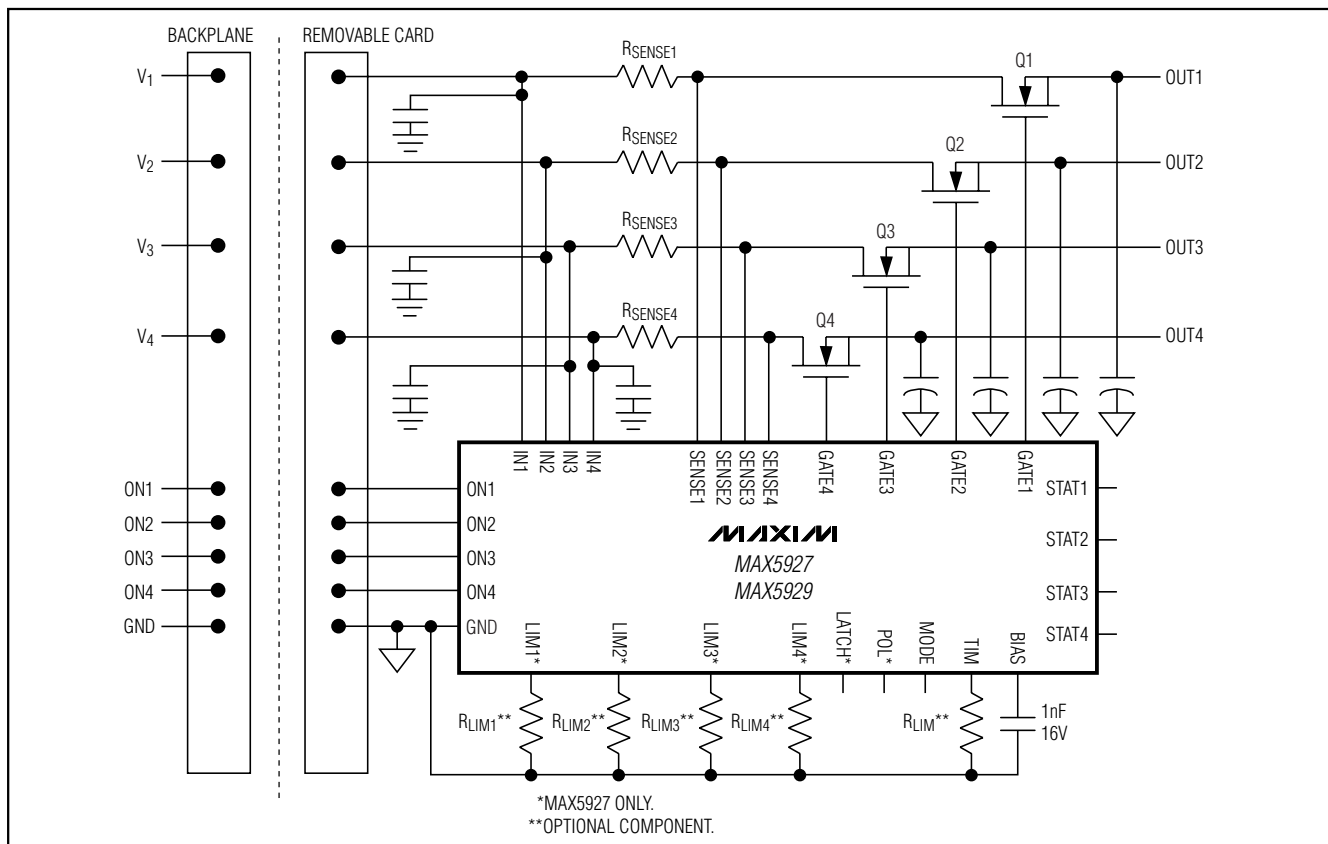 BACKPLANE
REMOVABLE CARD
V1
V2
V3
V4
RSENSE1
RSENSE2
RSENSE3
RSENSE4
Q1
Q2
Q3
Q4
OUT1
OUT2
OUT3
OUT4
ON1
ON2
ON3
ON4
GND
IN1
IN2
IN3
IN4
SENSE1
SENSE2
SENSE3
SENSE4
GATE4
GATE3
GATE2
GATE1
ON1
ON2
ON3
ON4
GND
MAXIM
MAX5927
MAX5929
STAT1
STAT2
STAT3
STAT4
LIM1*
LIM2*
LIM3*
LIM4*
LATCH*
POL*
MODE
TIM
BIAS
RLIM1**
RLIM2**
RLIM3**
RLIM4**
RLIM**
1nF
16V
*MAX5927 ONLY.
**OPTIONAL COMPONENT.